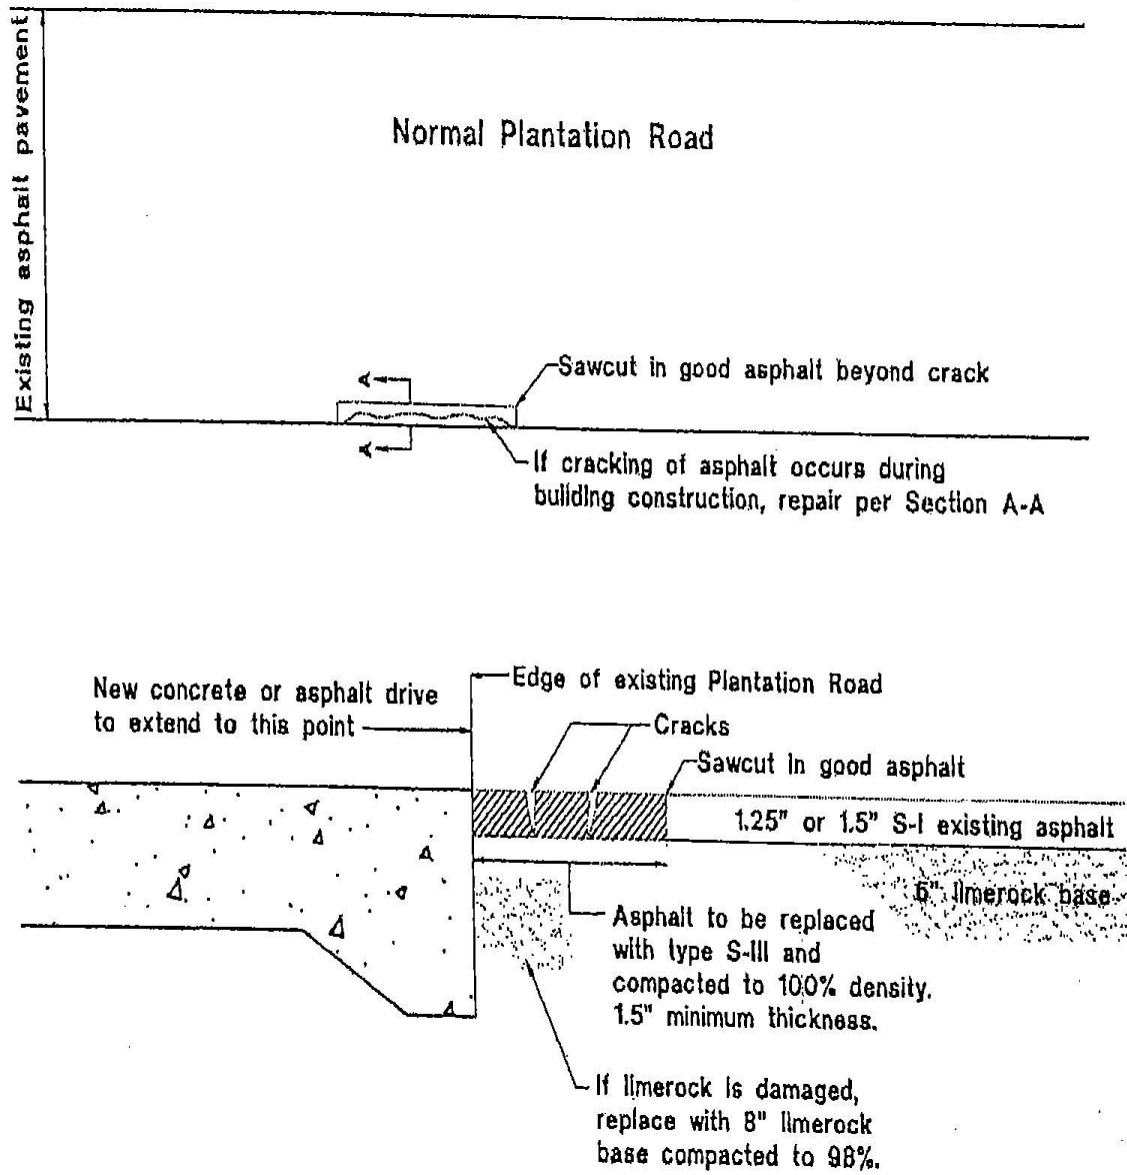 Existing asphalt pavement
Normal Plantation Road
Sawcut in good asphalt beyond crack
A
A
If cracking of asphalt occurs during
building construction, repair per Section A-A
New concrete or asphalt drive
to extend to this point
Edge of existing Plantation Road
Cracks
Sawcut in good asphalt
1.25" or 1.5" S-I existing asphalt
6" limerock base
Asphalt to be replaced
with type S-III and
compacted to 100% density.
1.5" minimum thickness.
If limerock is damaged,
replace with 8" limerock
base compacted to 98%.